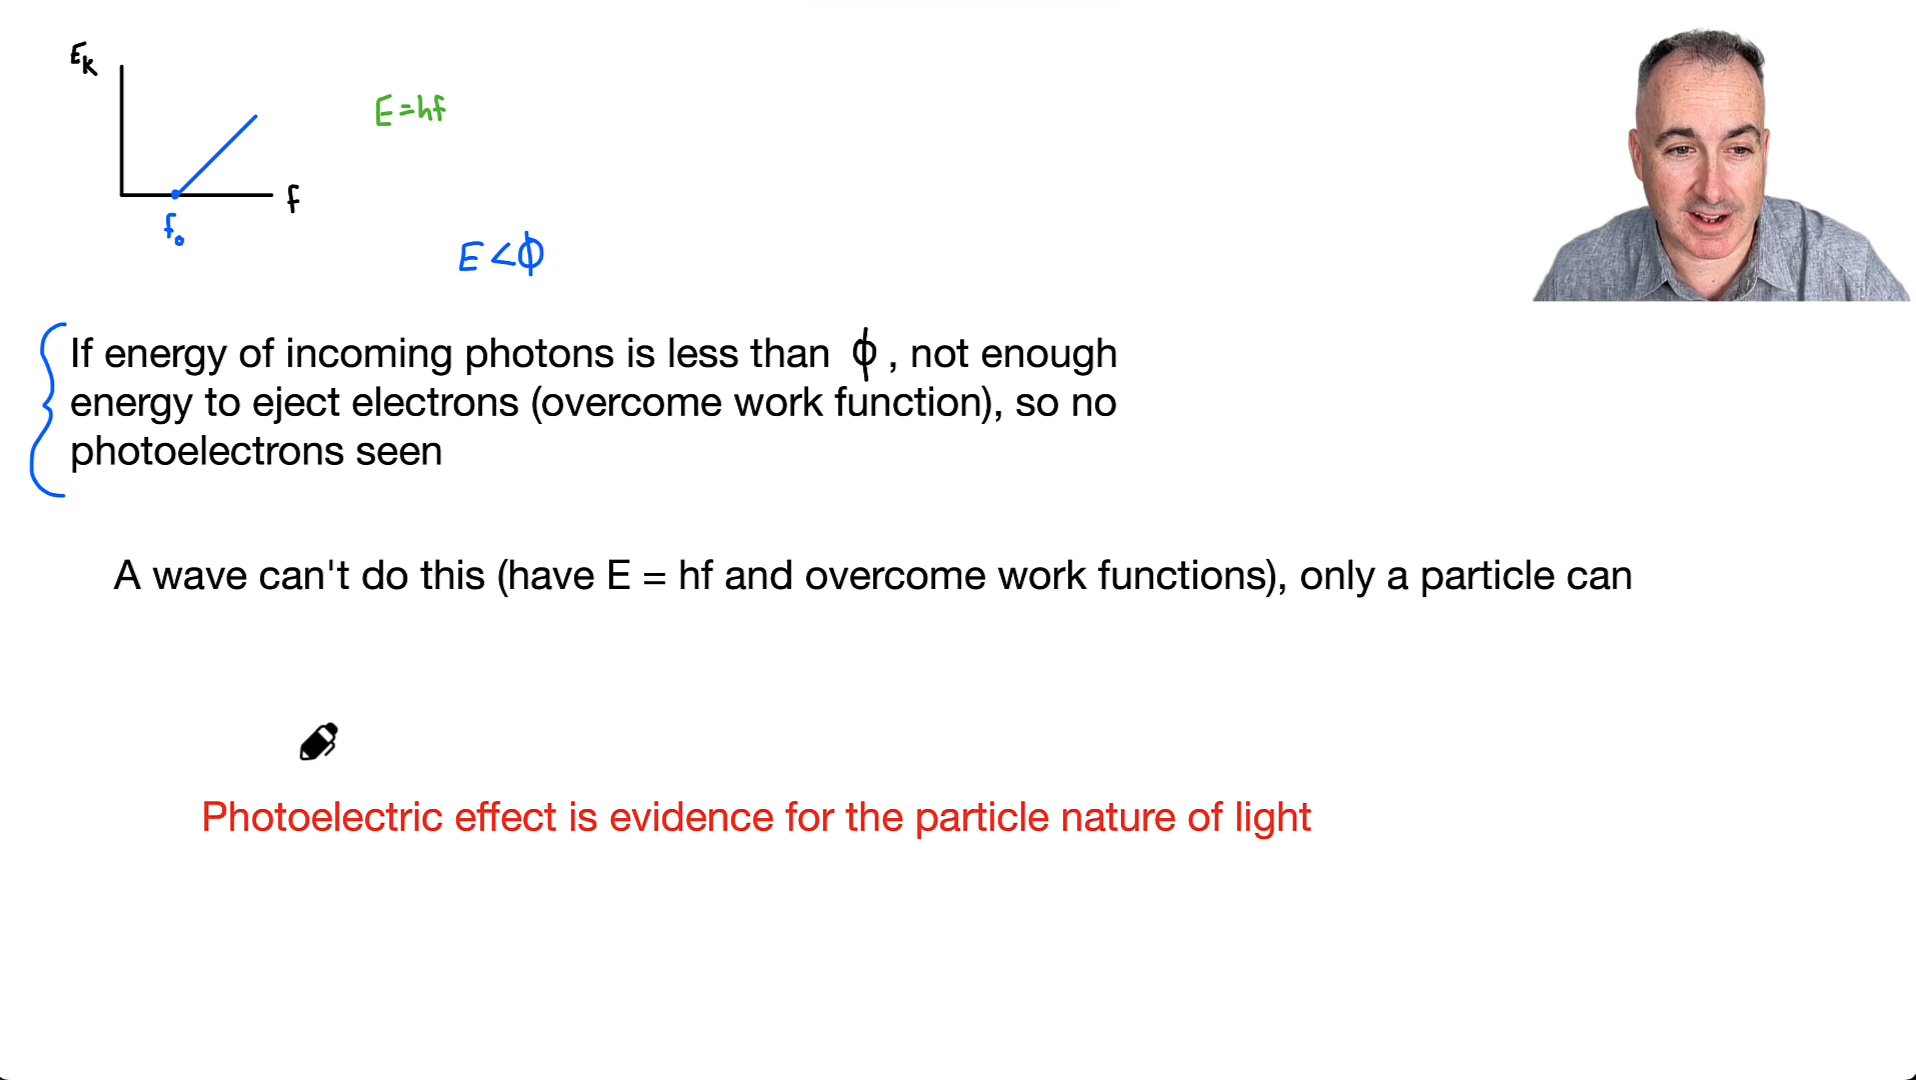 Eₖ
E=hf
f
f₀
E<ϕ
If energy of incoming photons is less than ϕ, not enough
energy to eject electrons (overcome work function), so no
photoelectrons seen
A wave can't do this (have E = hf and overcome work functions), only a particle can
Photoelectric effect is evidence for the particle nature of light